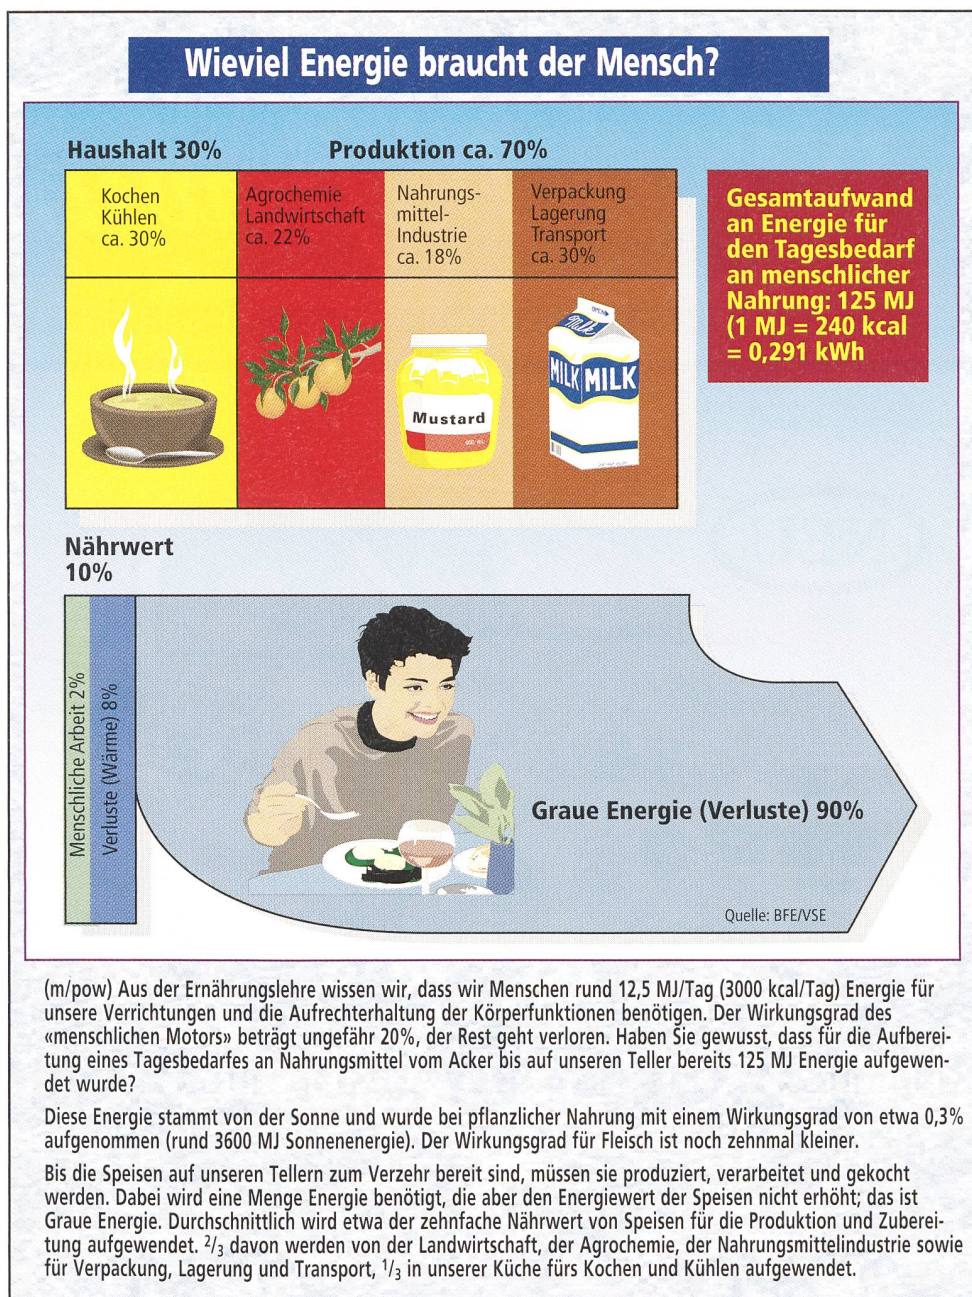 Wieviel Energie braucht der Mensch?
Haushalt 30%
Produktion ca. 70%
Kochen
Kühlen
ca. 30%
Agrochemie
Landwirtschaft
ca. 22%
Nahrungs-
mittel-
Industrie
ca. 18%
Verpackung
Lagerung
Transport
ca. 30%
Gesamtaufwand
an Energie für
den Tagesbedarf
an menschlicher
Nahrung: 125 MJ
(1 MJ = 240 kcal
= 0,291 kWh
Mustard
OPEN
Milk
MILK
MILK
Nährwert
10%
Menschliche Arbeit 2%
Verluste (Wärme) 8%
Graue Energie (Verluste) 90%
Quelle: BFE/VSE
(m/pow) Aus der Ernährungslehre wissen wir, dass wir Menschen rund 12,5 MJ/Tag (3000 kcal/Tag) Energie für
unsere Verrichtungen und die Aufrechterhaltung der Körperfunktionen benötigen. Der Wirkungsgrad des
«menschlichen Motors» beträgt ungefähr 20%, der Rest geht verloren. Haben Sie gewusst, dass für die Aufberei-
tung eines Tagesbedarfes an Nahrungsmittel vom Acker bis auf unseren Teller bereits 125 MJ Energie aufgewen-
det wurde?
Diese Energie stammt von der Sonne und wurde bei pflanzlicher Nahrung mit einem Wirkungsgrad von etwa 0,3%
aufgenommen (rund 3600 MJ Sonnenenergie). Der Wirkungsgrad für Fleisch ist noch zehnmal kleiner.
Bis die Speisen auf unseren Tellern zum Verzehr bereit sind, müssen sie produziert, verarbeitet und gekocht
werden. Dabei wird eine Menge Energie benötigt, die aber den Energiewert der Speisen nicht erhöht; das ist
Graue Energie. Durchschnittlich wird etwa der zehnfache Nährwert von Speisen für die Produktion und Zuberei-
tung aufgewendet. 2/3 davon werden von der Landwirtschaft, der Agrochemie, der Nahrungsmittelindustrie sowie
für Verpackung, Lagerung und Transport, 1/3 in unserer Küche fürs Kochen und Kühlen aufgewendet.